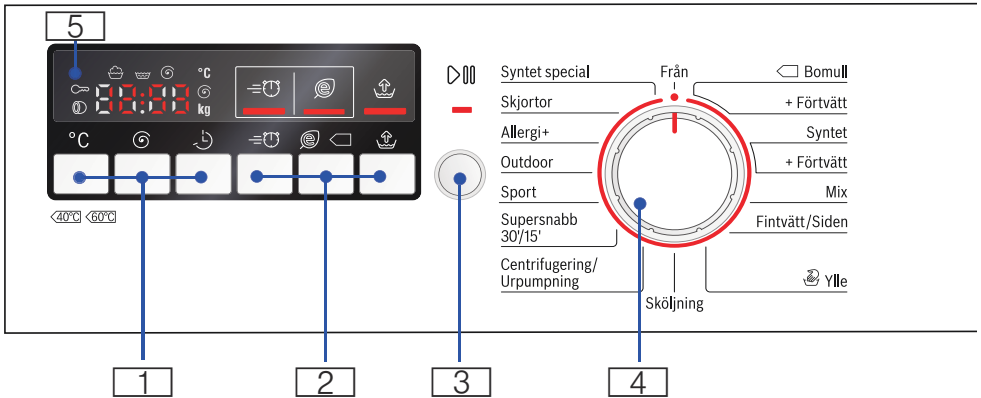 5
°C
88:88
kg
e
°C
e
40°C 60°C
Syntet special
Skjortor
Allergi+
Outdoor
Sport
Supersnabb
30'/15'
Centrifugering/
Urpumpning
Från
Bomull
+ Förtvätt
Syntet
+ Förtvätt
Mix
Fintvätt/Siden
Ylle
Sköljning
1
2
3
4